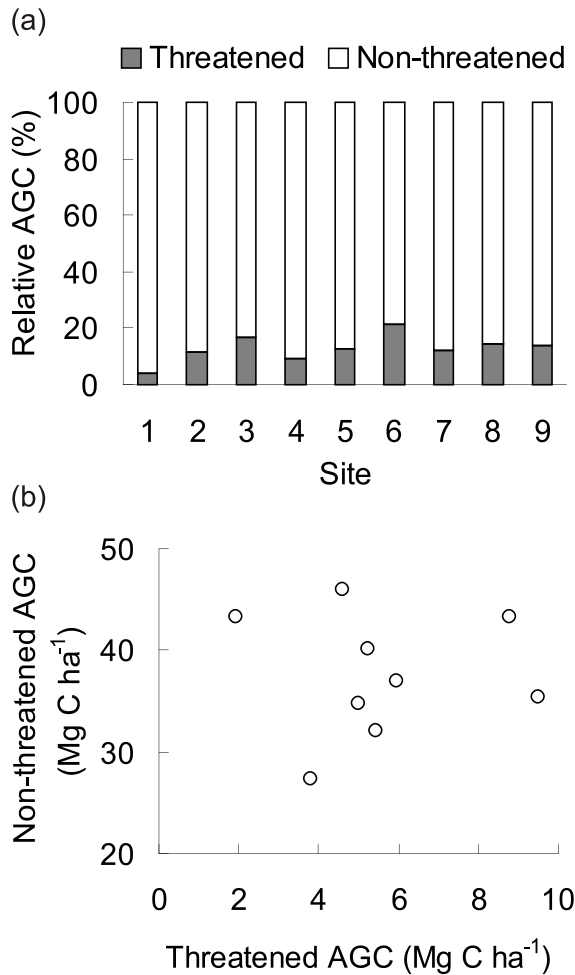 (a)
Threatened Non-threatened
Relative AGC (%)
100
80
60
40
20
0
1 2 3 4 5 6 7 8 9
Site
(b)
Non-threatened AGC
(Mg C ha⁻¹)
50
40
30
20
0 2 4 6 8 10
Threatened AGC (Mg C ha⁻¹)